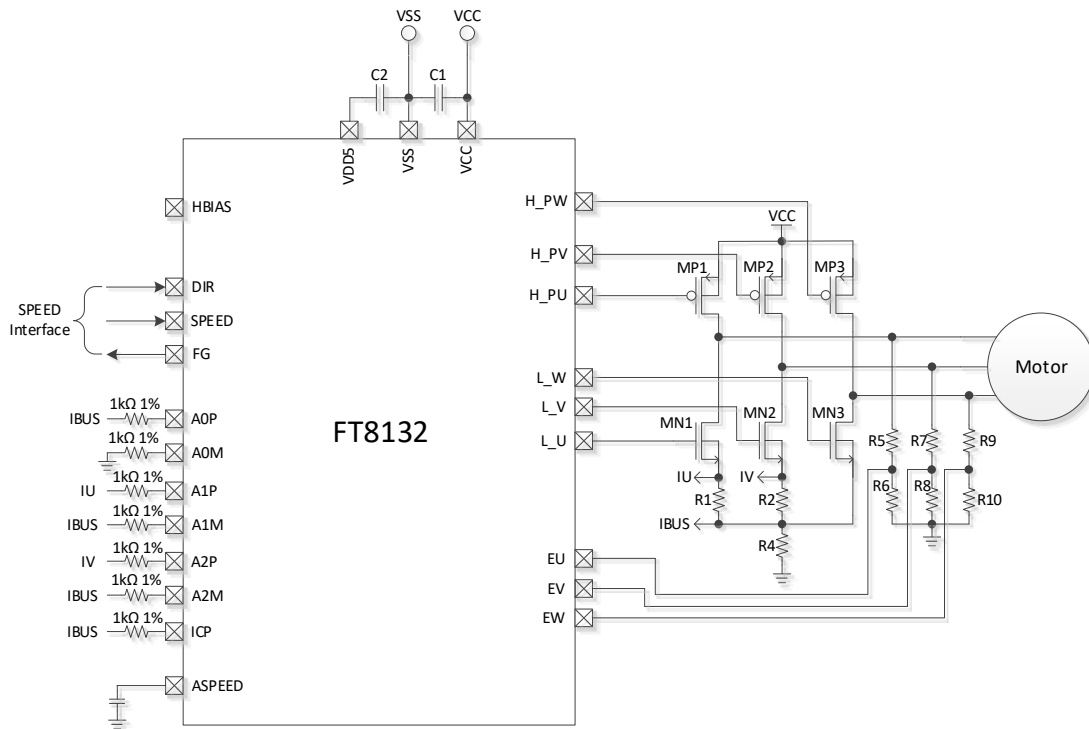 VSS
VCC
C2
C1
VDD5
VSS
VCC
HBIAS
DIR
SPEED
FG
SPEED
Interface
IBUS
1kΩ 1%
A0P
1kΩ 1%
A0M
IU
1kΩ 1%
A1P
IBUS
1kΩ 1%
A1M
IV
1kΩ 1%
A2P
IBUS
1kΩ 1%
A2M
IBUS
1kΩ 1%
ICP
ASPEED
FT8132
H_PW
H_PV
H_PU
L_W
L_V
L_U
EU
EV
EW
VCC
MP1
MP2
MP3
MN1
MN2
MN3
IU
IV
R1
R2
IBUS
R4
R5
R7
R9
R6
R8
R10
Motor